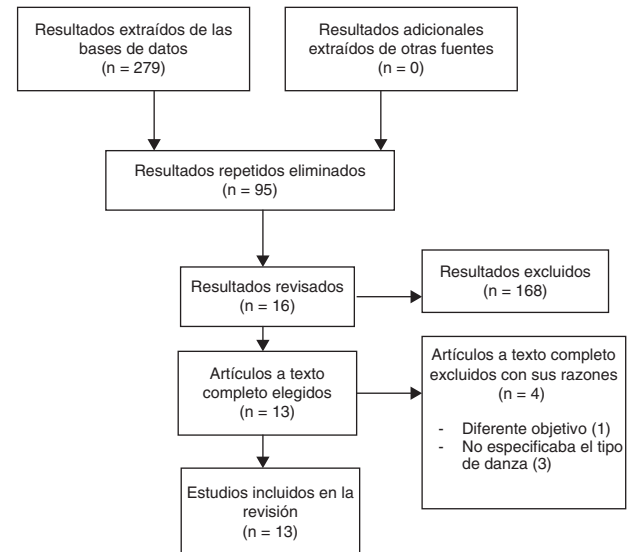 Resultados extraídos de las
bases de datos
(n = 279)
Resultados adicionales
extraídos de otras fuentes
(n = 0)
Resultados repetidos eliminados
(n = 95)
Resultados revisados
(n = 16)
Resultados excluidos
(n = 168)
Artículos a texto
completo elegidos
(n = 13)
Artículos a texto completo
excluidos con sus razones
(n = 4)
- Diferente objetivo (1)
- No especificaba el tipo
de danza (3)
Estudios incluidos en la
revisión
(n = 13)